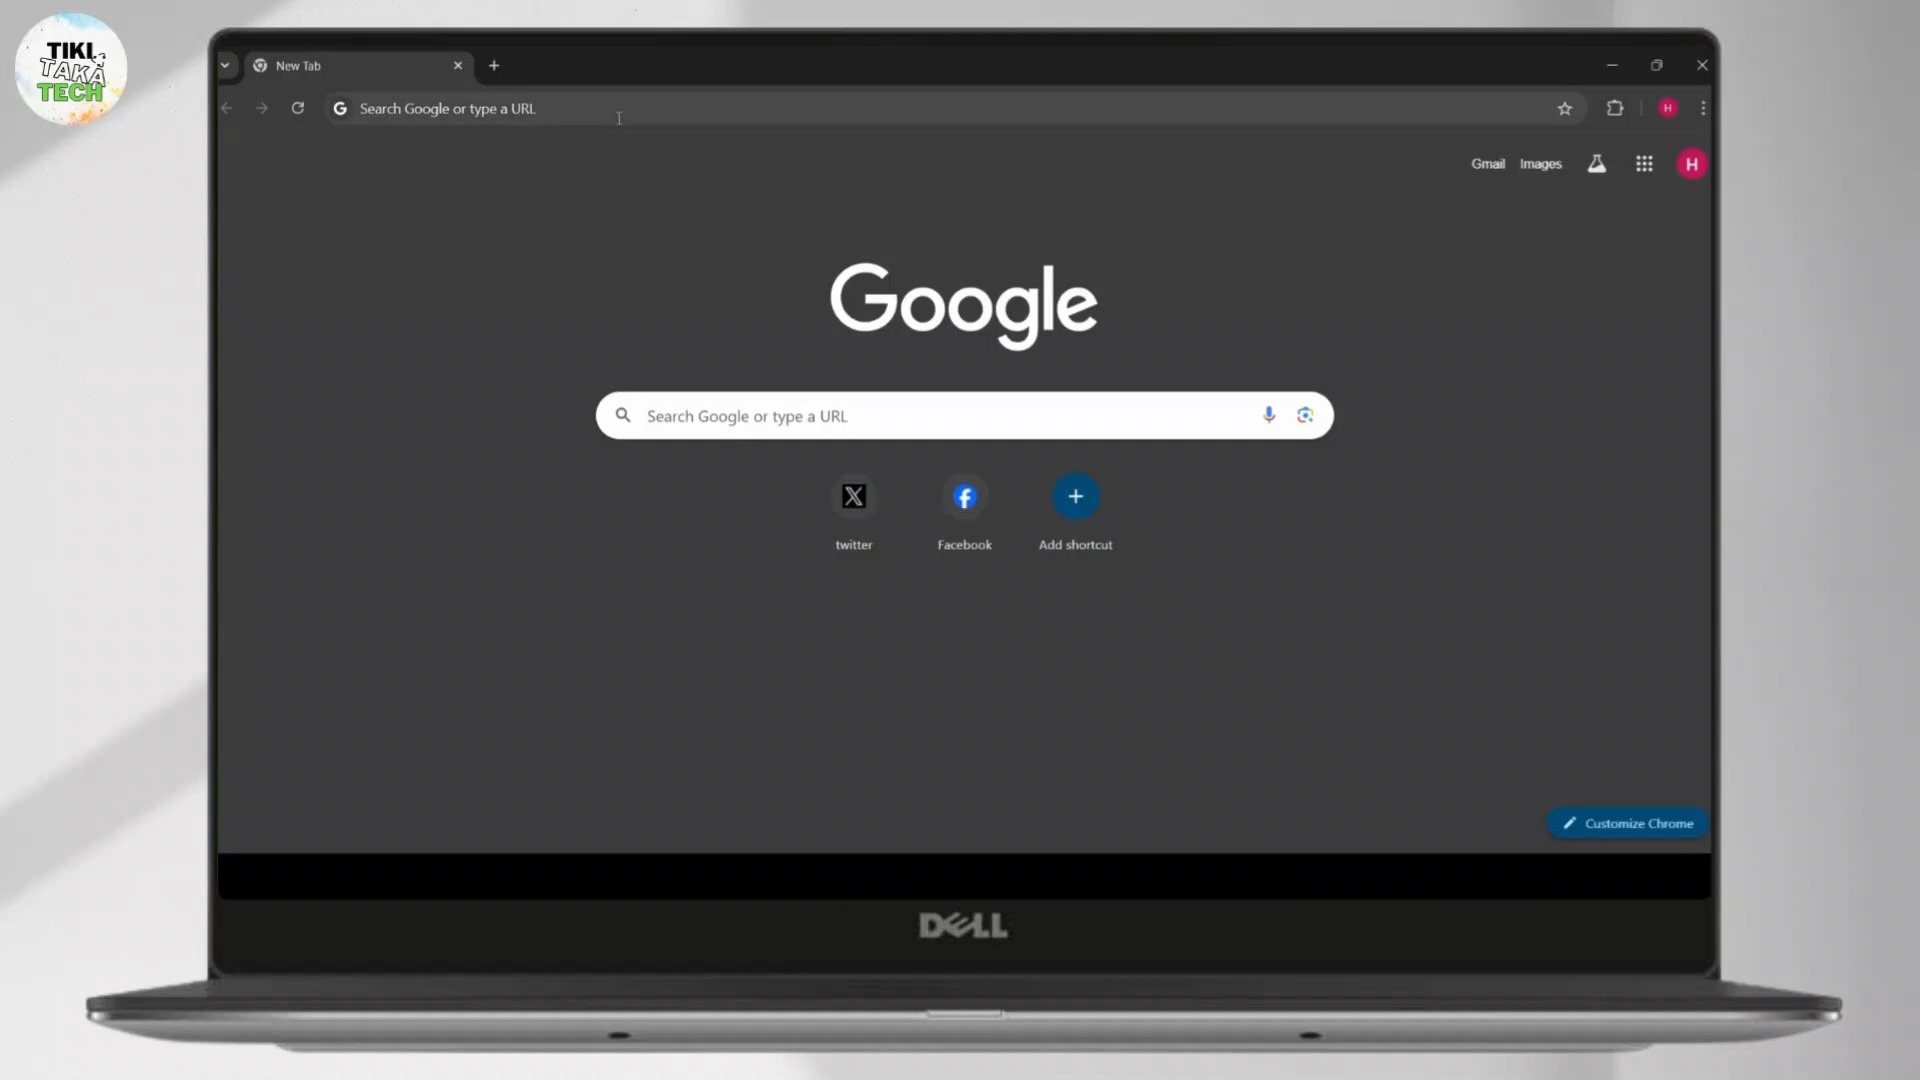 TIKI
TAKA
TECH
New Tab
Search Google or type a URL
H
Gmail
Images
H
Google
Search Google or type a URL
twitter
Facebook
Add shortcut
Customize Chrome
DELL